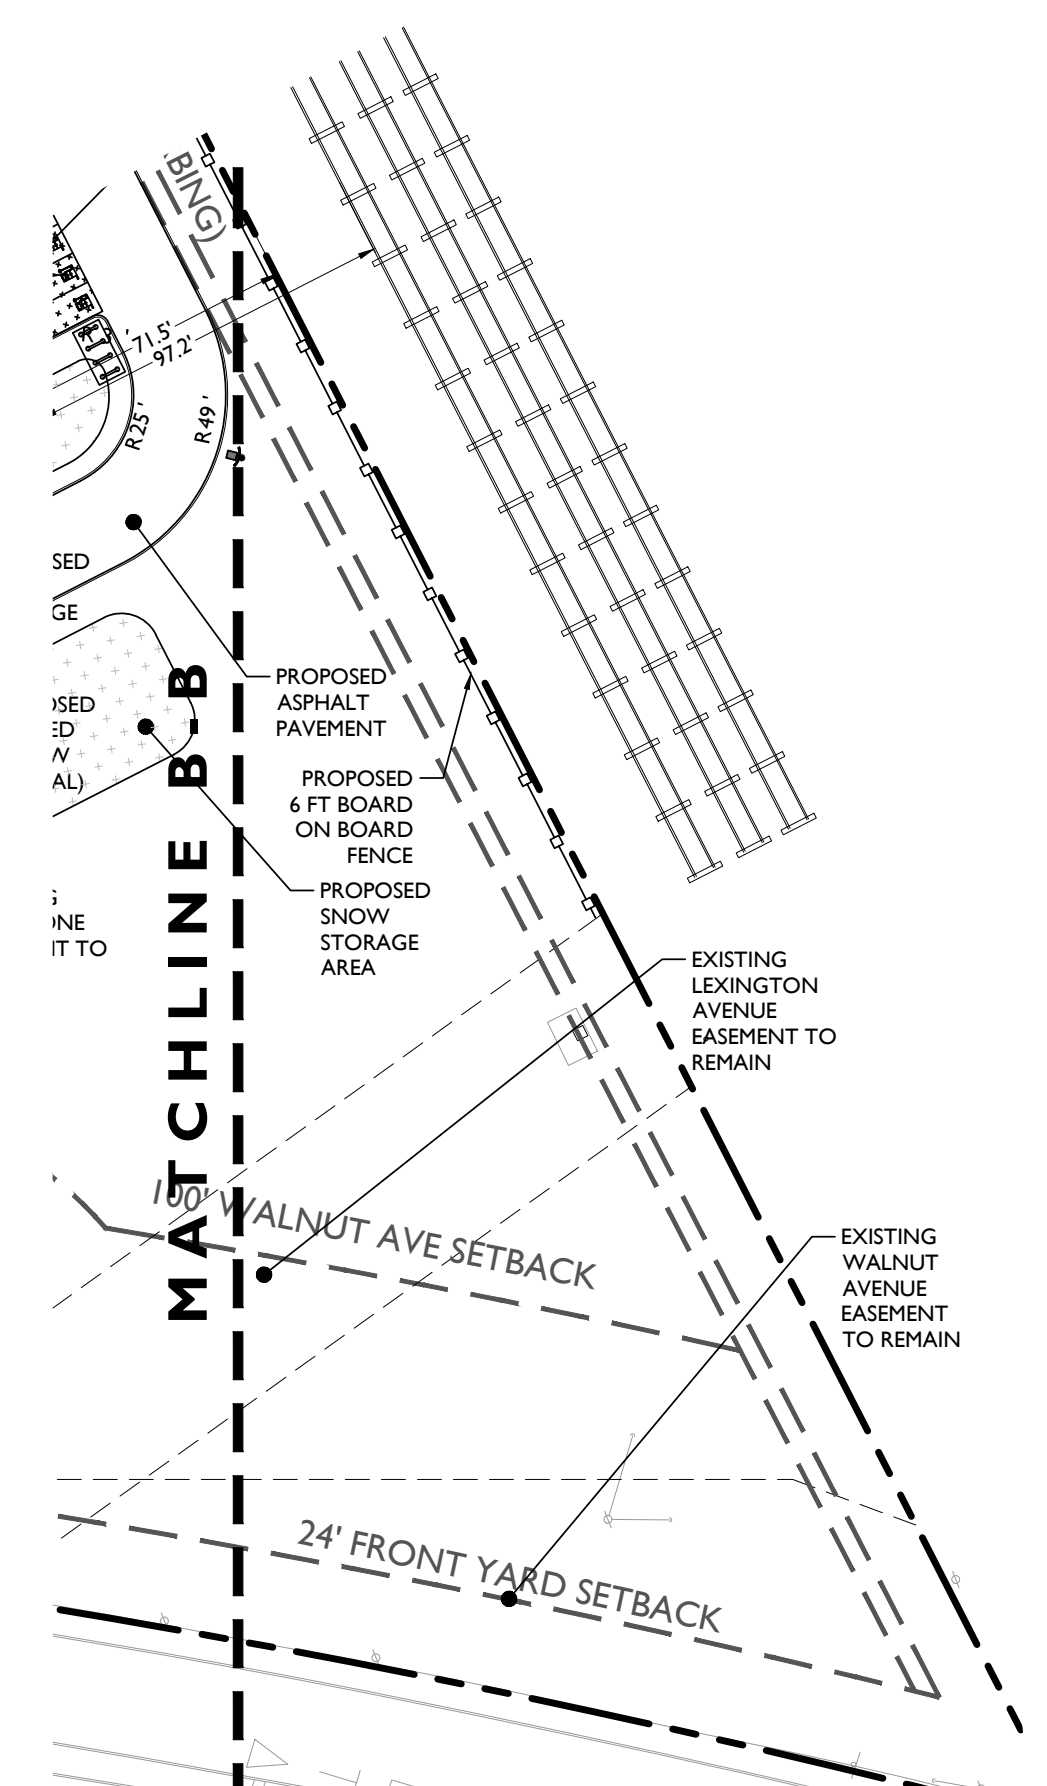 BING)
71.5'
97.2'
R25'
R49'
SED
GE
OSED
ED
W
AL)
ONE
IT TO
MATCHLINE B-B
PROPOSED
ASPHALT
PAVEMENT
PROPOSED
6 FT BOARD
ON BOARD
FENCE
PROPOSED
SNOW
STORAGE
AREA
EXISTING
LEXINGTON
AVENUE
EASEMENT TO
REMAIN
100' WALNUT AVE SETBACK
EXISTING
WALNUT
AVENUE
EASEMENT
TO REMAIN
24' FRONT YARD SETBACK